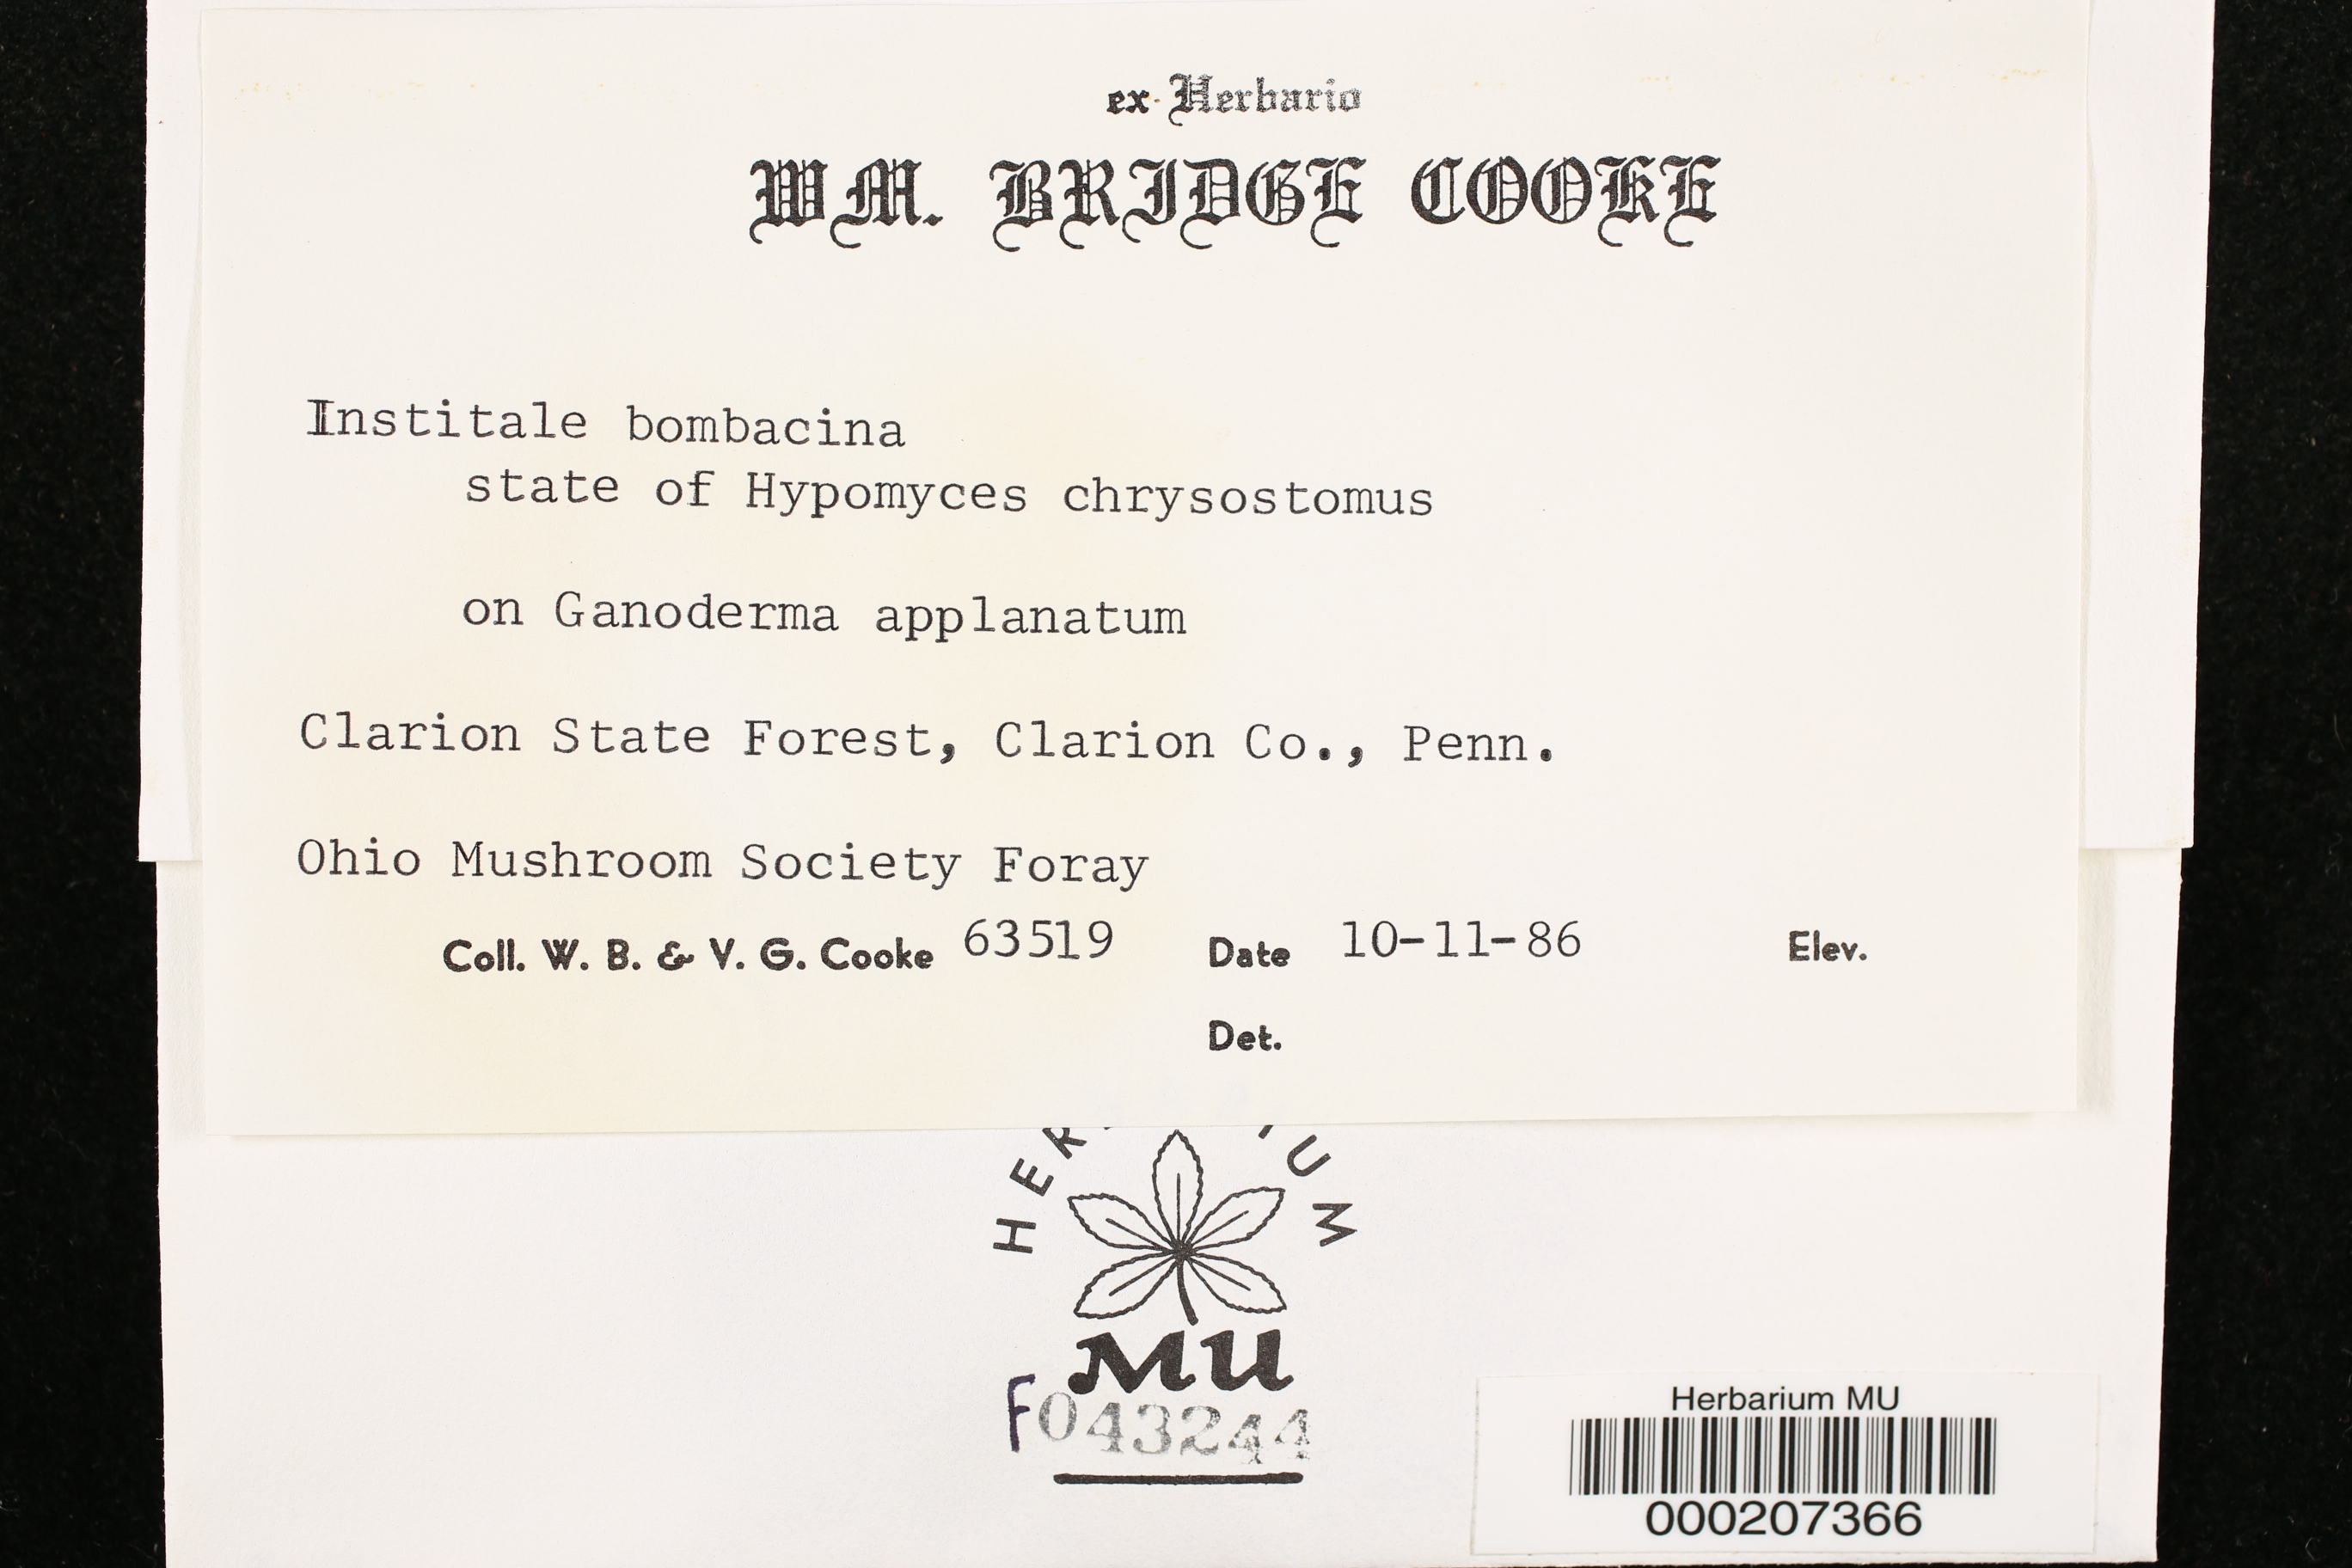 ex Herbario
WM. BRIDGE COOKE
Institale bombacina
state of Hypomyces chrysostomus
on Ganoderma applanatum
Clarion State Forest, Clarion Co., Penn.
Ohio Mushroom Society Foray
Coll. W. B. & V. G. Cooke 63519 Date 10-11-86 Elev.
Det.
MU
F043244
Herbarium MU
000207366